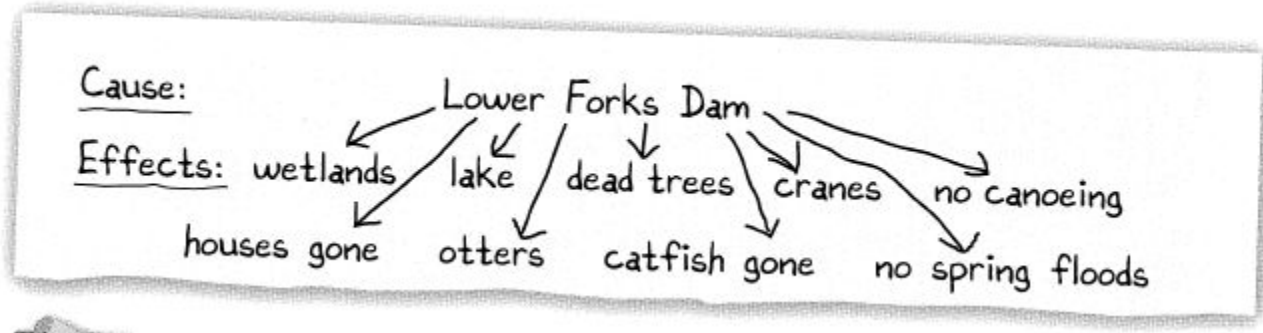 Cause: Lower Forks Dam
Effects: wetlands lake dead trees cranes no canoeing
houses gone otters catfish gone no spring floods